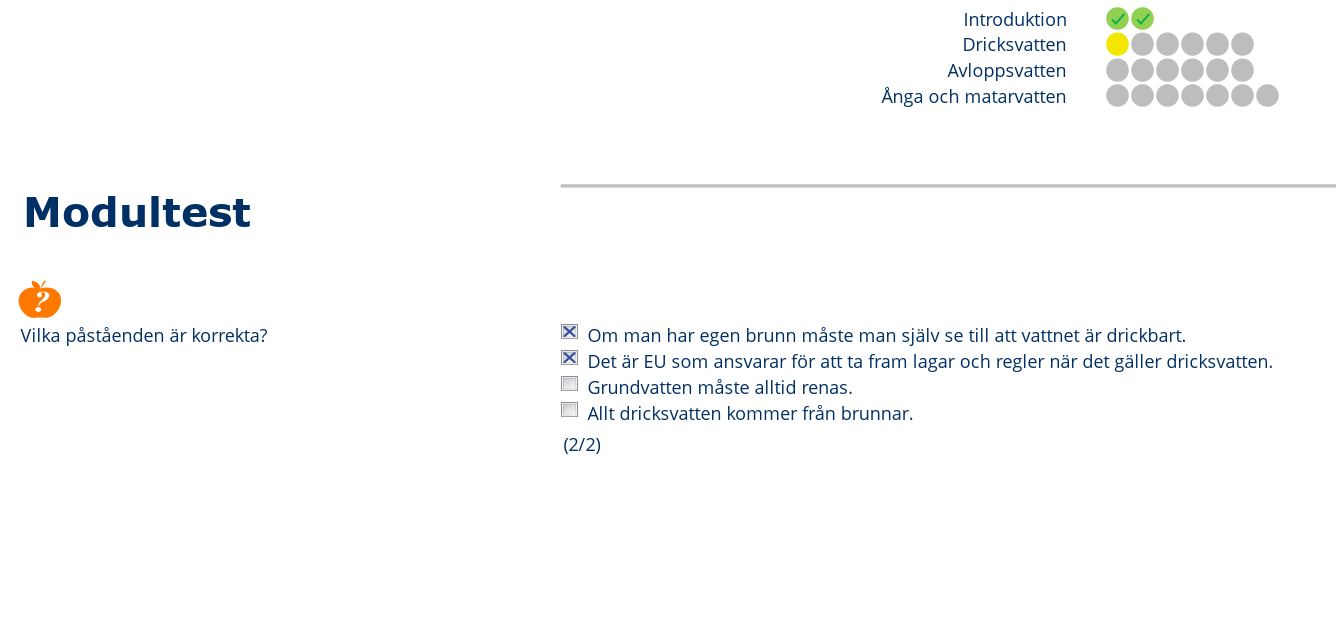 Introduktion
Dricksvatten
Avloppsvatten
Ånga och matarvatten
Modultest
?
Vilka påståenden är korrekta?
Om man har egen brunn måste man själv se till att vattnet är drickbart.
Det är EU som ansvarar för att ta fram lagar och regler när det gäller dricksvatten.
Grundvatten måste alltid renas.
Allt dricksvatten kommer från brunnar.
(2/2)